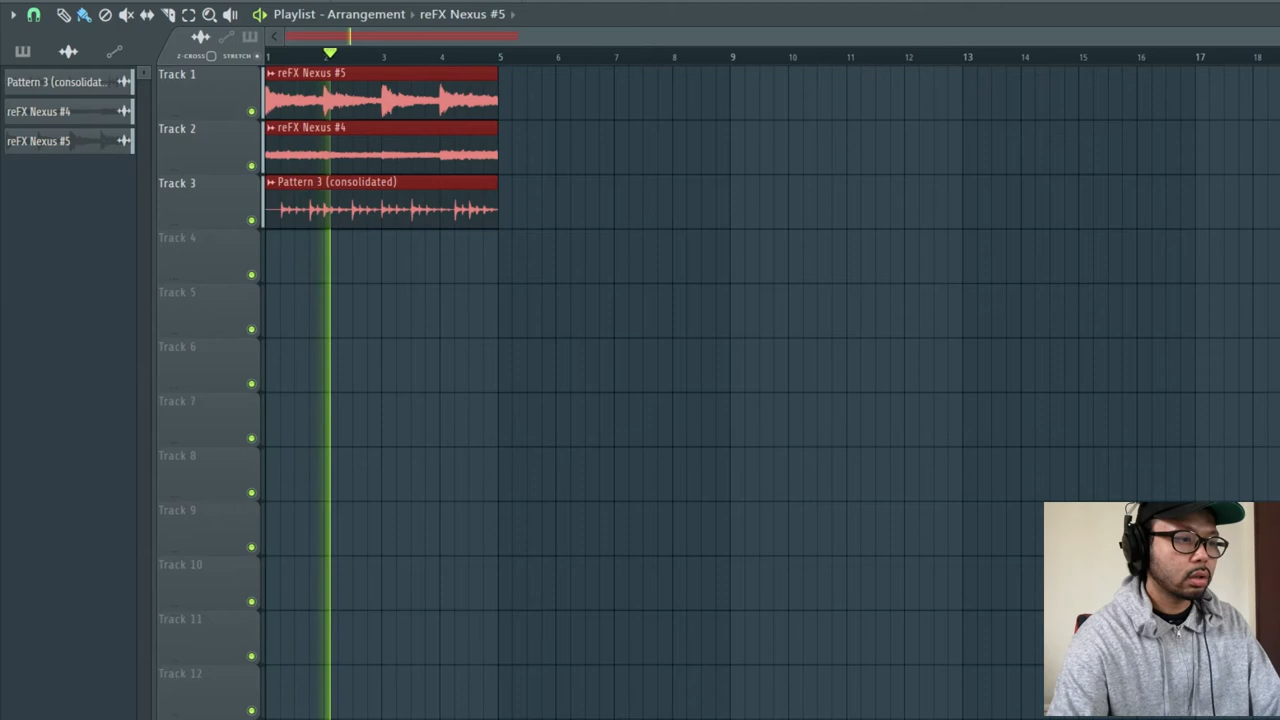 Playlist - Arrangement › reFX Nexus #5 ›
Z-CROSS STRETCH
1 2 3 4 5 6 7 8 9 10 11 12 13 14 15 16 17 18
Pattern 3 (consolidat..
reFX Nexus #4
reFX Nexus #5
Track 1
reFX Nexus #5
Track 2
reFX Nexus #4
Track 3
Pattern 3 (consolidated)
Track 4
Track 5
Track 6
Track 7
Track 8
Track 9
Track 10
Track 11
Track 12